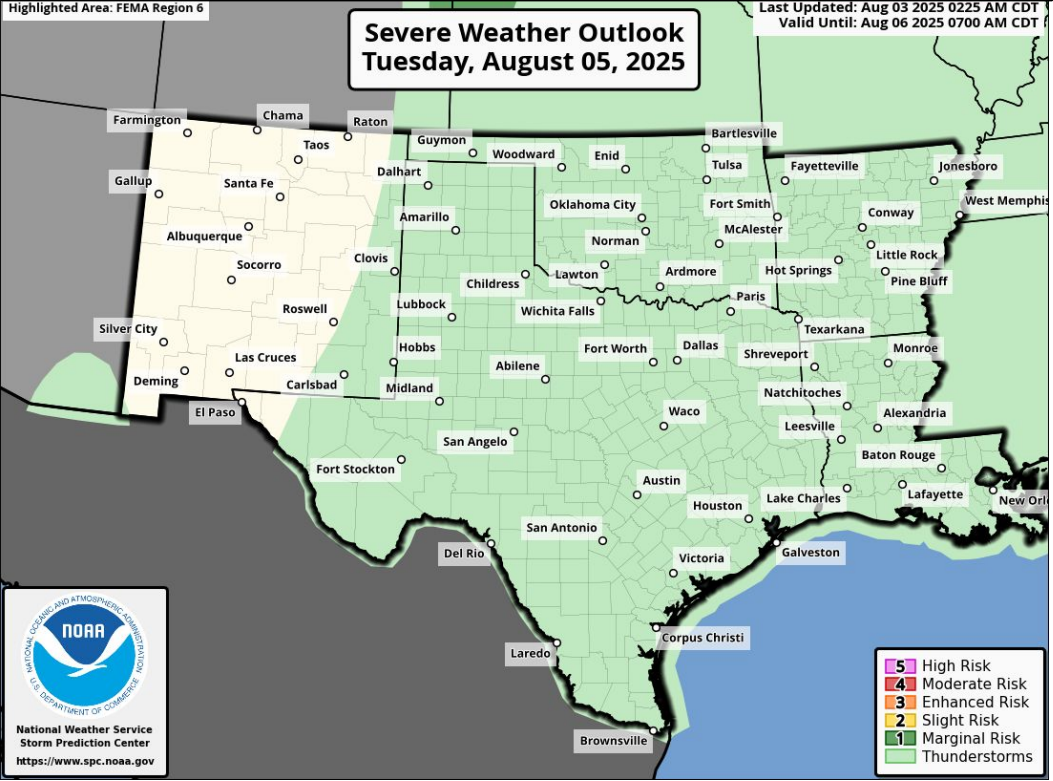 Highlighted Area: FEMA Region 6
Severe Weather Outlook
Tuesday, August 05, 2025
Last Updated: Aug 03 2025 0225 AM CDT
Valid Until: Aug 06 2025 0700 AM CDT
Farmington
Chama
Raton
Taos
Guymon
Woodward
Enid
Bartlesville
Tulsa
Fayetteville
Jonesboro
Gallup
Santa Fe
Dalhart
Albuquerque
Amarillo
Oklahoma City
Fort Smith
West Memphis
Conway
Norman
McAlester
Little Rock
Socorro
Clovis
Childress
Lawton
Ardmore
Hot Springs
Pine Bluff
Roswell
Lubbock
Wichita Falls
Paris
Texarkana
Silver City
Las Cruces
Hobbs
Fort Worth
Dallas
Shreveport
Monroe
Deming
Carlsbad
Midland
Abilene
Natchitoches
El Paso
Waco
Leesville
Alexandria
San Angelo
Baton Rouge
Fort Stockton
Austin
Houston
Lake Charles
Lafayette
New Orl
San Antonio
Del Rio
Victoria
Galveston
Laredo
Corpus Christi
Brownsville
NATIONAL OCEANIC AND ATMOSPHERIC ADMINISTRATION
NOAA
U.S. DEPARTMENT OF COMMERCE
National Weather Service
Storm Prediction Center
https://www.spc.noaa.gov
5 High Risk
4 Moderate Risk
3 Enhanced Risk
2 Slight Risk
1 Marginal Risk
Thunderstorms